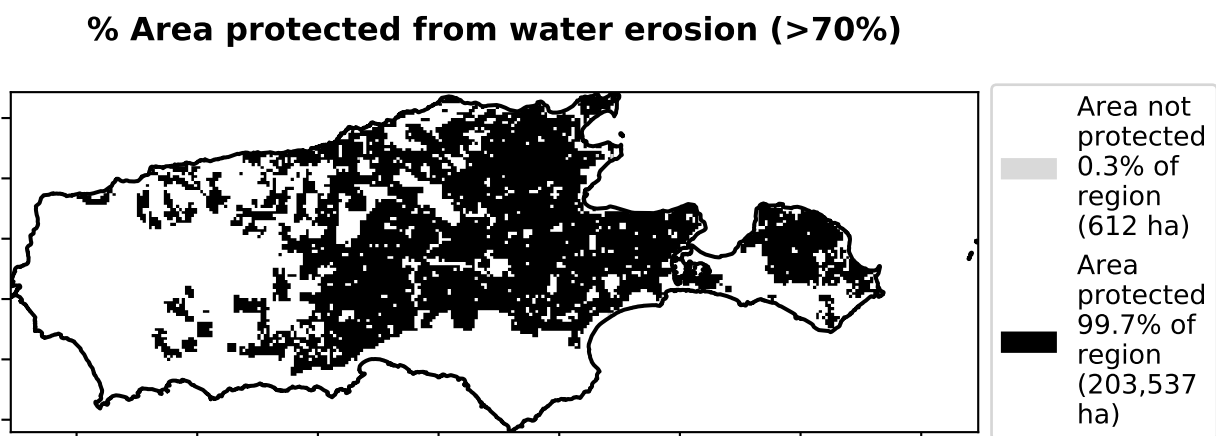 % Area protected from water erosion (>70%)
Area not
protected
0.3% of
region
(612 ha)
Area
protected
99.7% of
region
(203,537
ha)